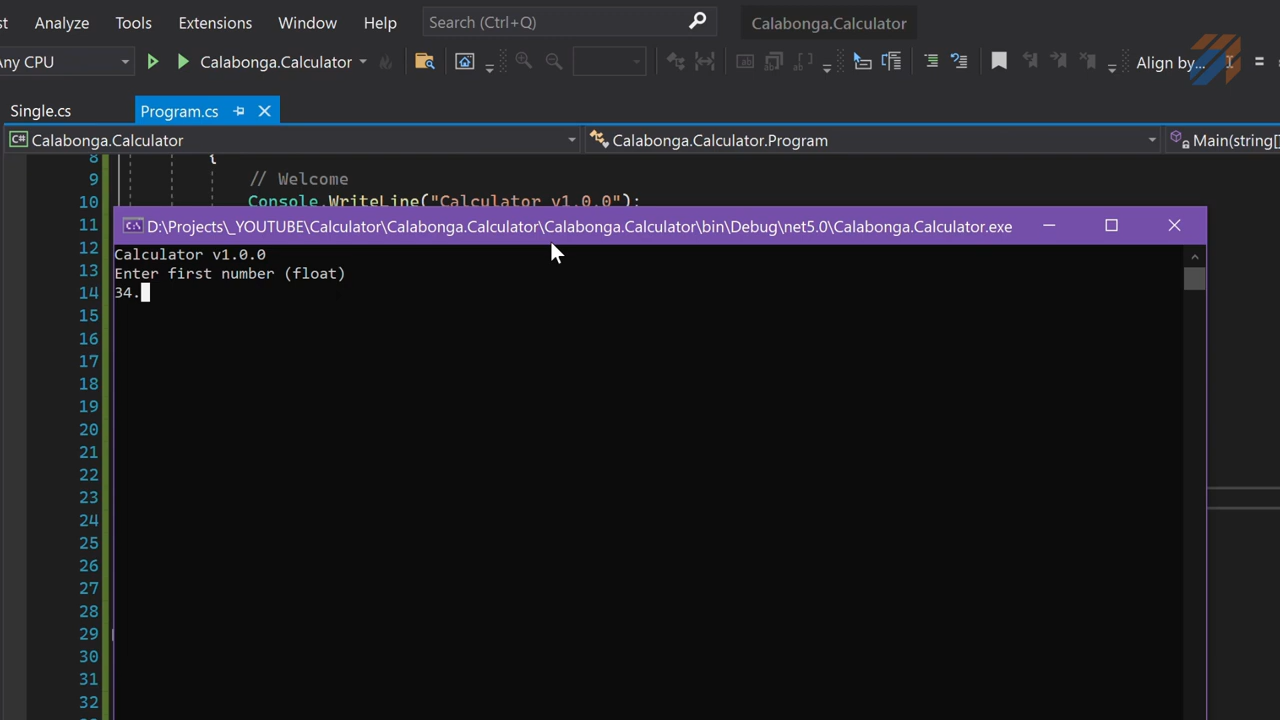 st Analyze Tools Extensions Window Help Search (Ctrl+Q) Calabonga.Calculator
Any CPU Calabonga.Calculator Align by...
Single.cs Program.cs
C# Calabonga.Calculator Calabonga.Calculator.Program Main(string[]
8 {
9 // Welcome
10 Console.WriteLine("Calculator v1.0.0");
11
12
13
14
15
16
17
18
19
20
21
22
23
24
25
26
27
28
29
30
31
32
D:\Projects\_YOUTUBE\Calculator\Calabonga.Calculator\Calabonga.Calculator\bin\Debug\net5.0\Calabonga.Calculator.exe
Calculator v1.0.0
Enter first number (float)
34.